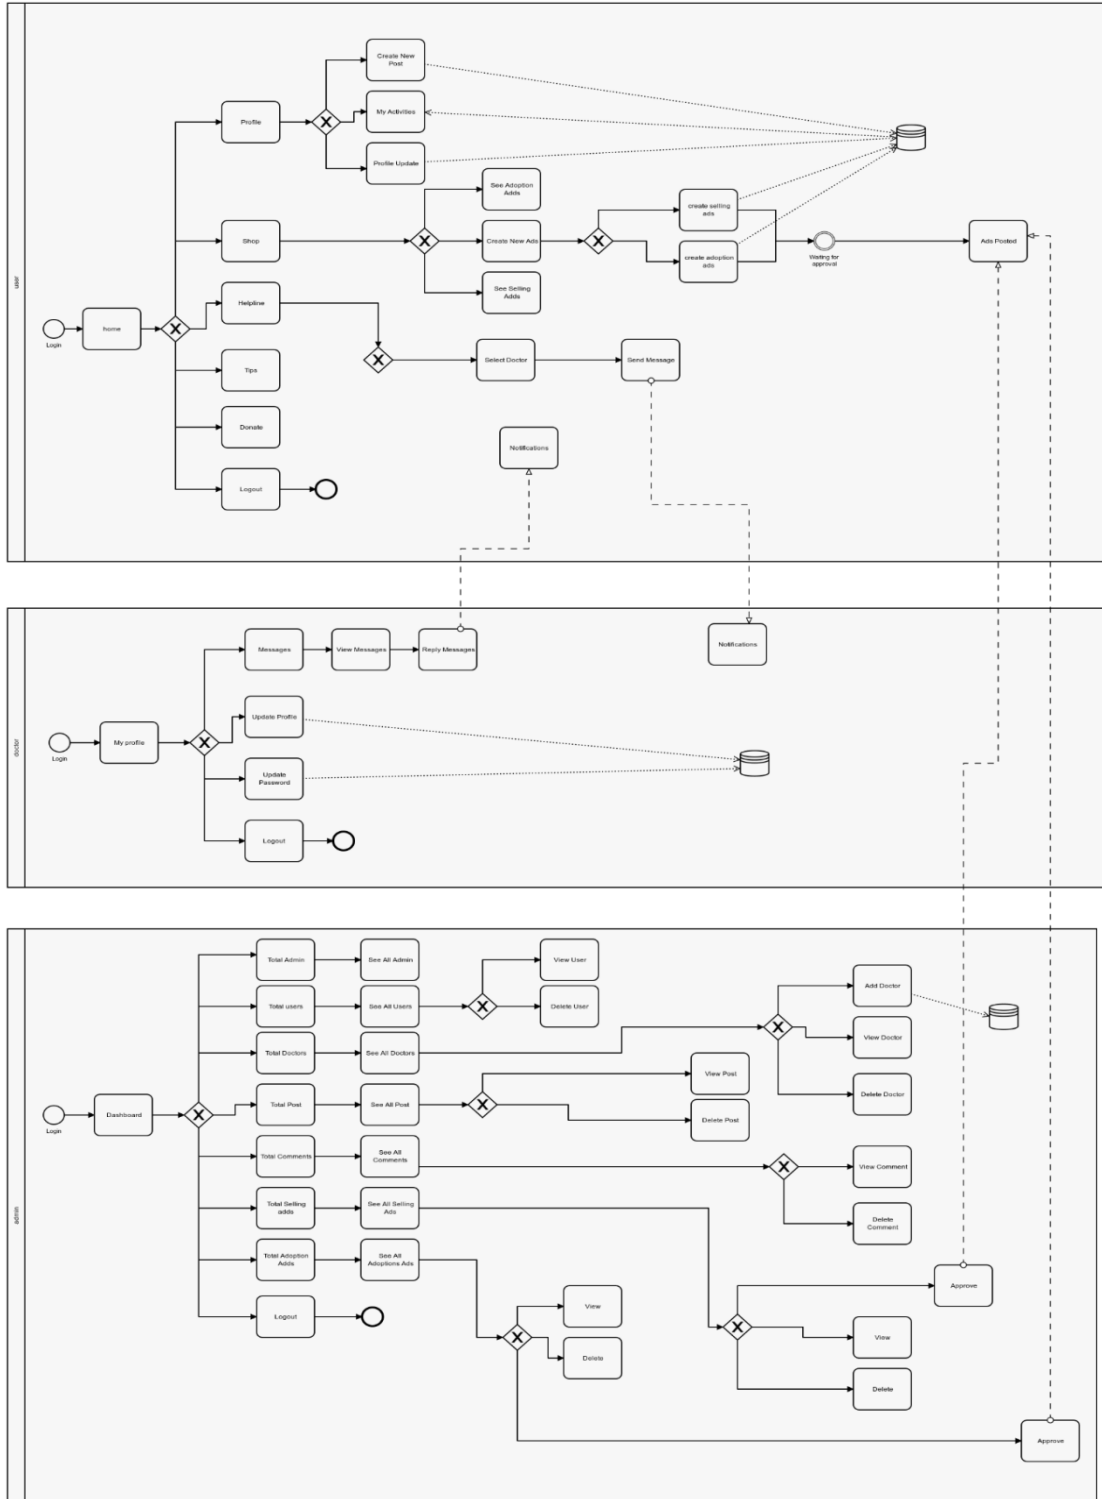 user
Login
home
Profile
Create New
Post
My Activities
Profile Update
Shop
See Adoption
Adds
Create New Ads
See Selling
Adds
create selling
ads
create adoption
ads
Waiting for
approval
Ads Posted
Helpline
Select Doctor
Send Message
Tips
Donate
Notifications
Logout
doctor
Login
My profile
Messages
View Messages
Reply Messages
Notifications
Update Profile
Update
Password
Logout
admin
Login
Dashboard
Total Admin
See All Admin
View User
Total users
See All Users
Delete User
Add Doctor
Total Doctors
See All Doctors
View Doctor
View Post
Delete Doctor
Total Post
See All Post
Delete Post
Total Comments
See All
Comments
View Comment
Delete
Comment
Total Selling
adds
See All Selling
Ads
Total Adoption
Adds
See All
Adoptions Ads
Approve
Logout
View
View
Delete
Delete
Approve